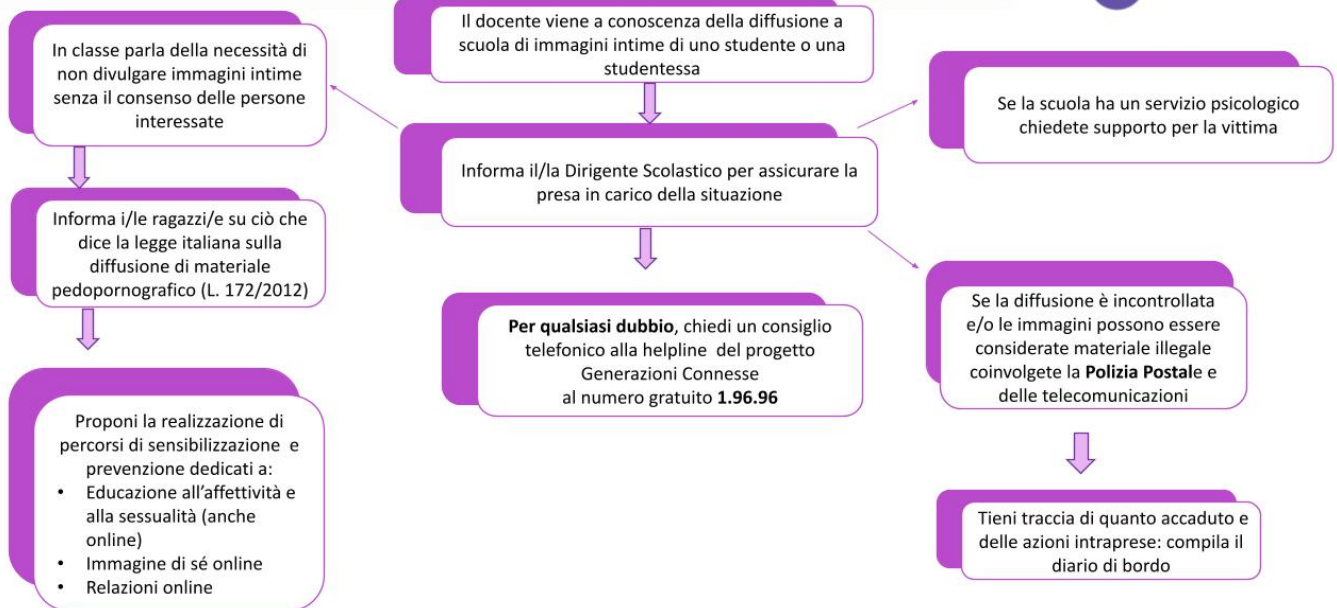 Il docente viene a conoscenza della diffusione a
scuola di immagini intime di uno studente o una
studentessa
In classe parla della necessità di
non divulgare immagini intime
senza il consenso delle persone
interessate
Se la scuola ha un servizio psicologico
chiedete supporto per la vittima
Informa il/la Dirigente Scolastico per assicurare la
presa in carico della situazione
Informa i/le ragazzi/e su ciò che
dice la legge italiana sulla
diffusione di materiale
pedopornografico (L. 172/2012)
Per qualsiasi dubbio, chiedi un consiglio
telefonico alla helpline del progetto
Generazioni Connesse
al numero gratuito 1.96.96
Se la diffusione è incontrollata
e/o le immagini possono essere
considerate materiale illegale
coinvolgete la Polizia Postale e
delle telecomunicazioni
Proponi la realizzazione di
percorsi di sensibilizzazione e
prevenzione dedicati a:
• Educazione all'affettività e
alla sessualità (anche
online)
• Immagine di sé online
• Relazioni online
Tieni traccia di quanto accaduto e
delle azioni intraprese: compila il
diario di bordo